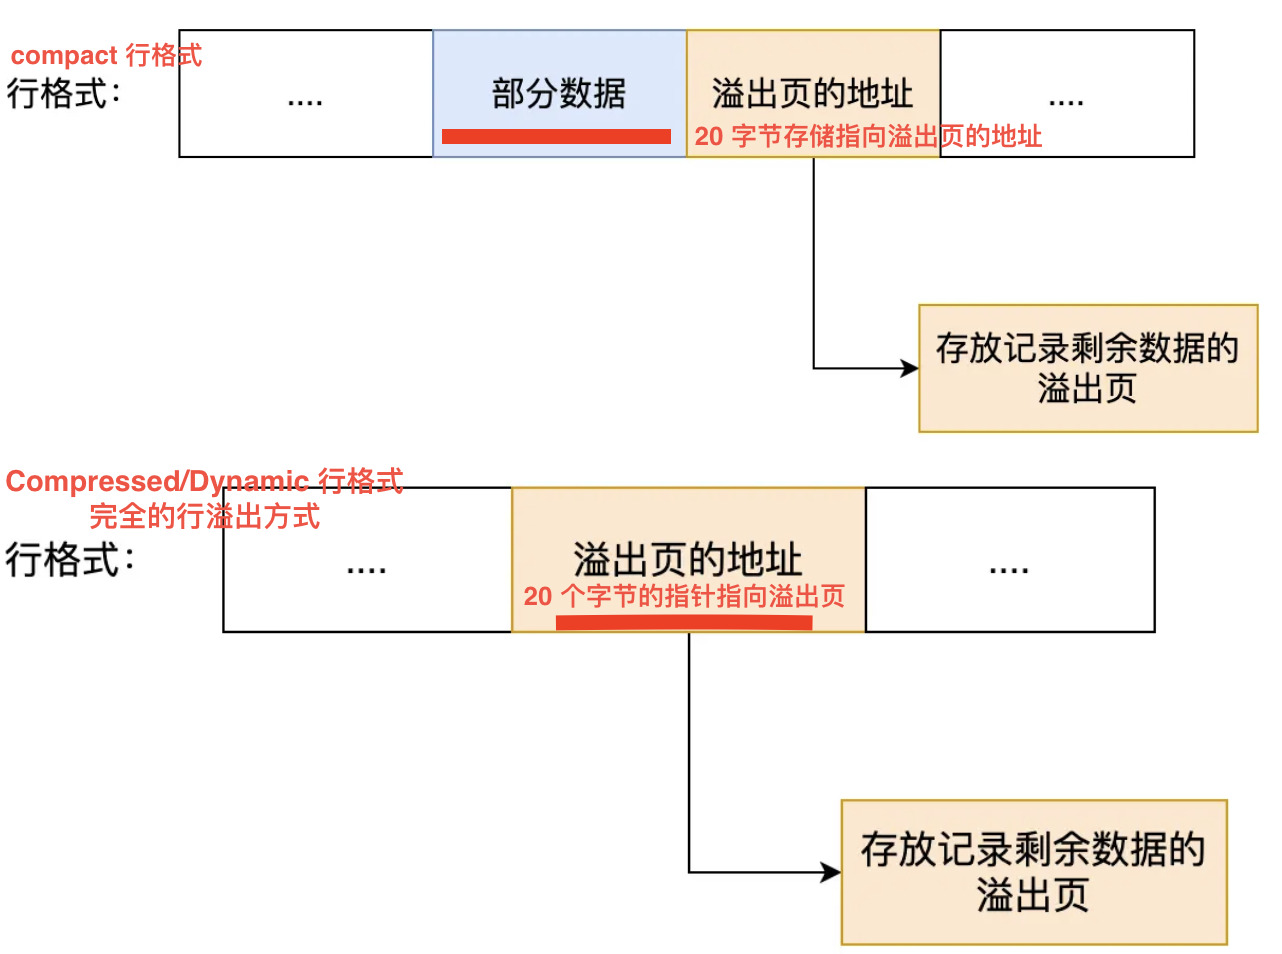 compact 行格式
行格式：
....
部分数据
溢出页的地址
....
20 字节存储指向溢出页的地址
存放记录剩余数据的
溢出页
Compressed/Dynamic 行格式
完全的行溢出方式
行格式：
....
溢出页的地址
....
20 个字节的指针指向溢出页
存放记录剩余数据的
溢出页